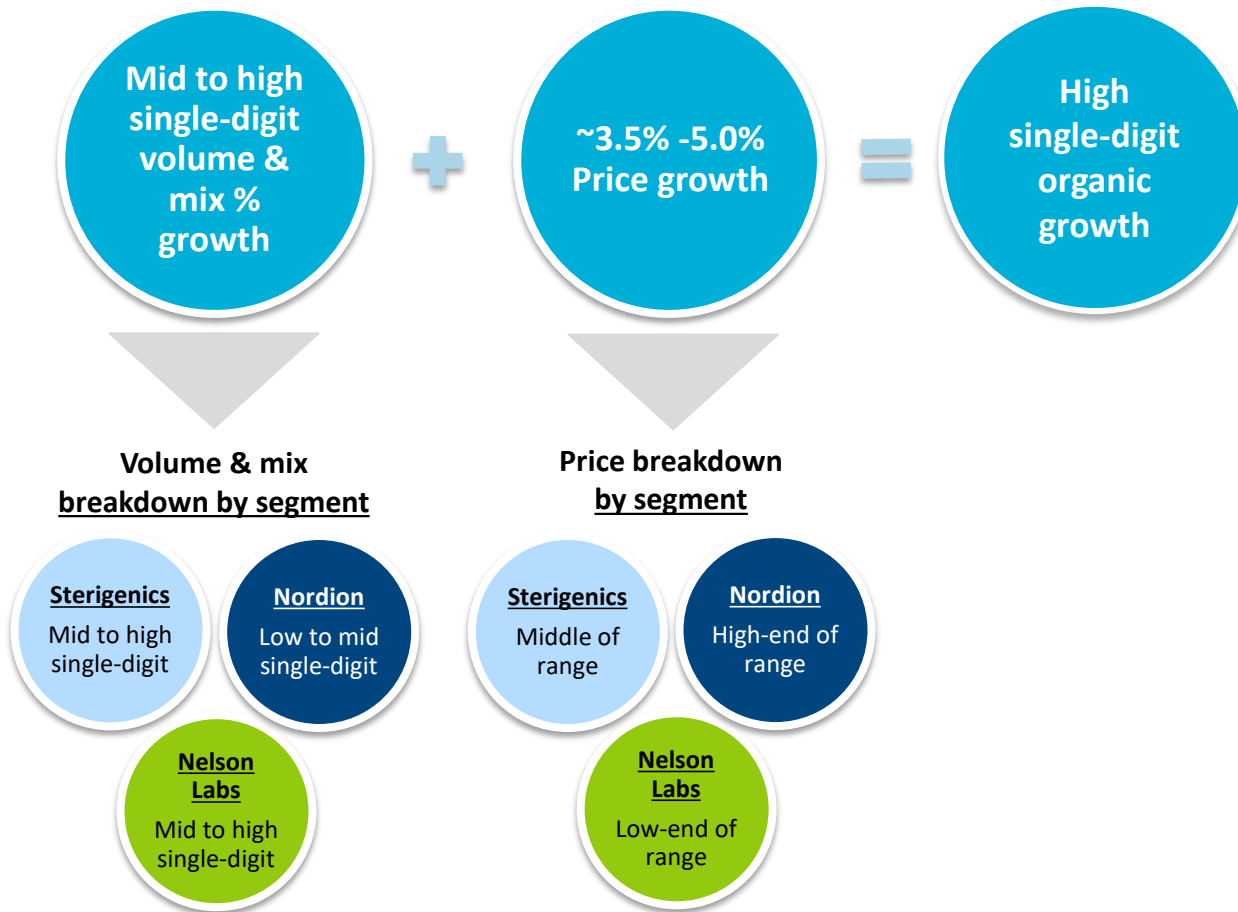 Mid to high
single-digit
volume &
mix %
growth
+
~3.5% -5.0%
Price growth
=
High
single-digit
organic
growth
Volume & mix
breakdown by segment
Sterigenics
Mid to high
single-digit
Nordion
Low to mid
single-digit
Nelson
Labs
Mid to high
single-digit
Price breakdown
by segment
Sterigenics
Middle of
range
Nordion
High-end of
range
Nelson
Labs
Low-end of
range